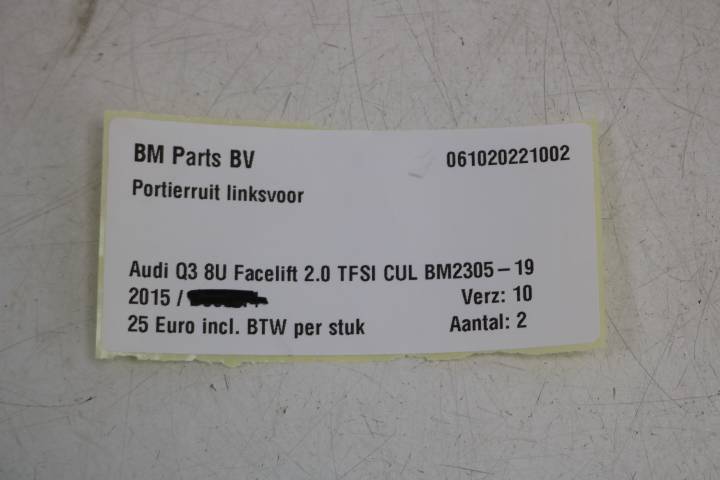 BM Parts BV 061020221002
Portierruit linksvoor
Audi Q3 8U Facelift 2.0 TFSI CUL BM2305-19
2015 / Verz: 10
25 Euro incl. BTW per stuk Aantal: 2